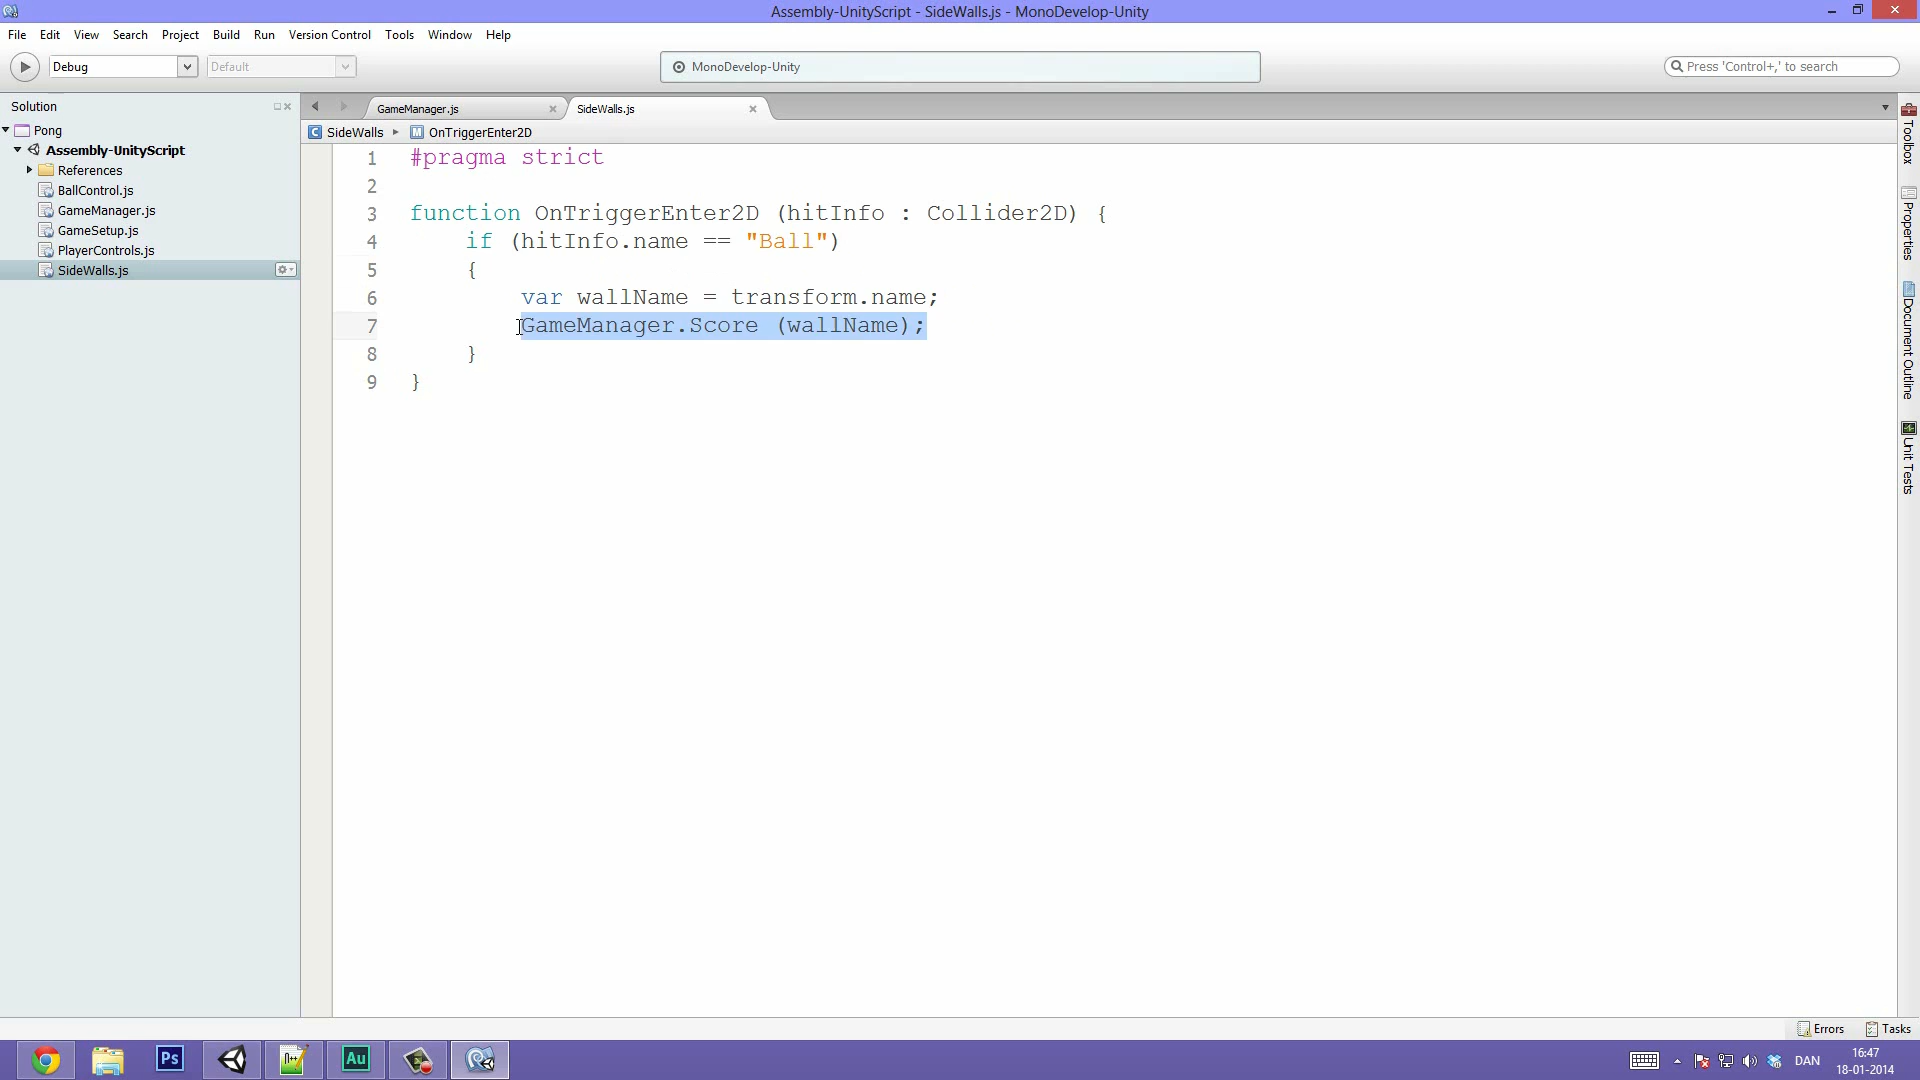 Assembly-UnityScript - SideWalls.js - MonoDevelop-Unity
File Edit View Search Project Build Run Version Control Tools Window Help
Debug
Default
MonoDevelop-Unity
Press 'Control+,' to search
Solution
GameManager.js
SideWalls.js
Pong
Assembly-UnityScript
References
BallControl.js
GameManager.js
GameSetup.js
PlayerControls.js
SideWalls.js
SideWalls
OnTriggerEnter2D
1 #pragma strict
2
3 function OnTriggerEnter2D (hitInfo : Collider2D) {
4 if (hitInfo.name == "Ball")
5 {
6 var wallName = transform.name;
7 GameManager.Score (wallName);
8 }
9 }
Toolbox
Properties
Document Outline
Unit Tests
Errors
Tasks
Ps
Au
DAN
16:47
18-01-2014